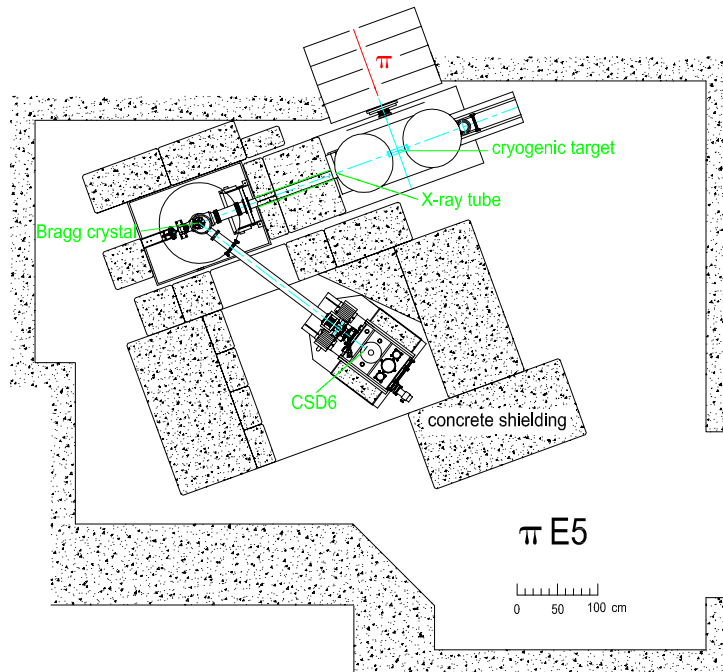 π
cryogenic target
X-ray tube
Bragg crystal
CSD6
concrete shielding
π E5
0 50 100 cm